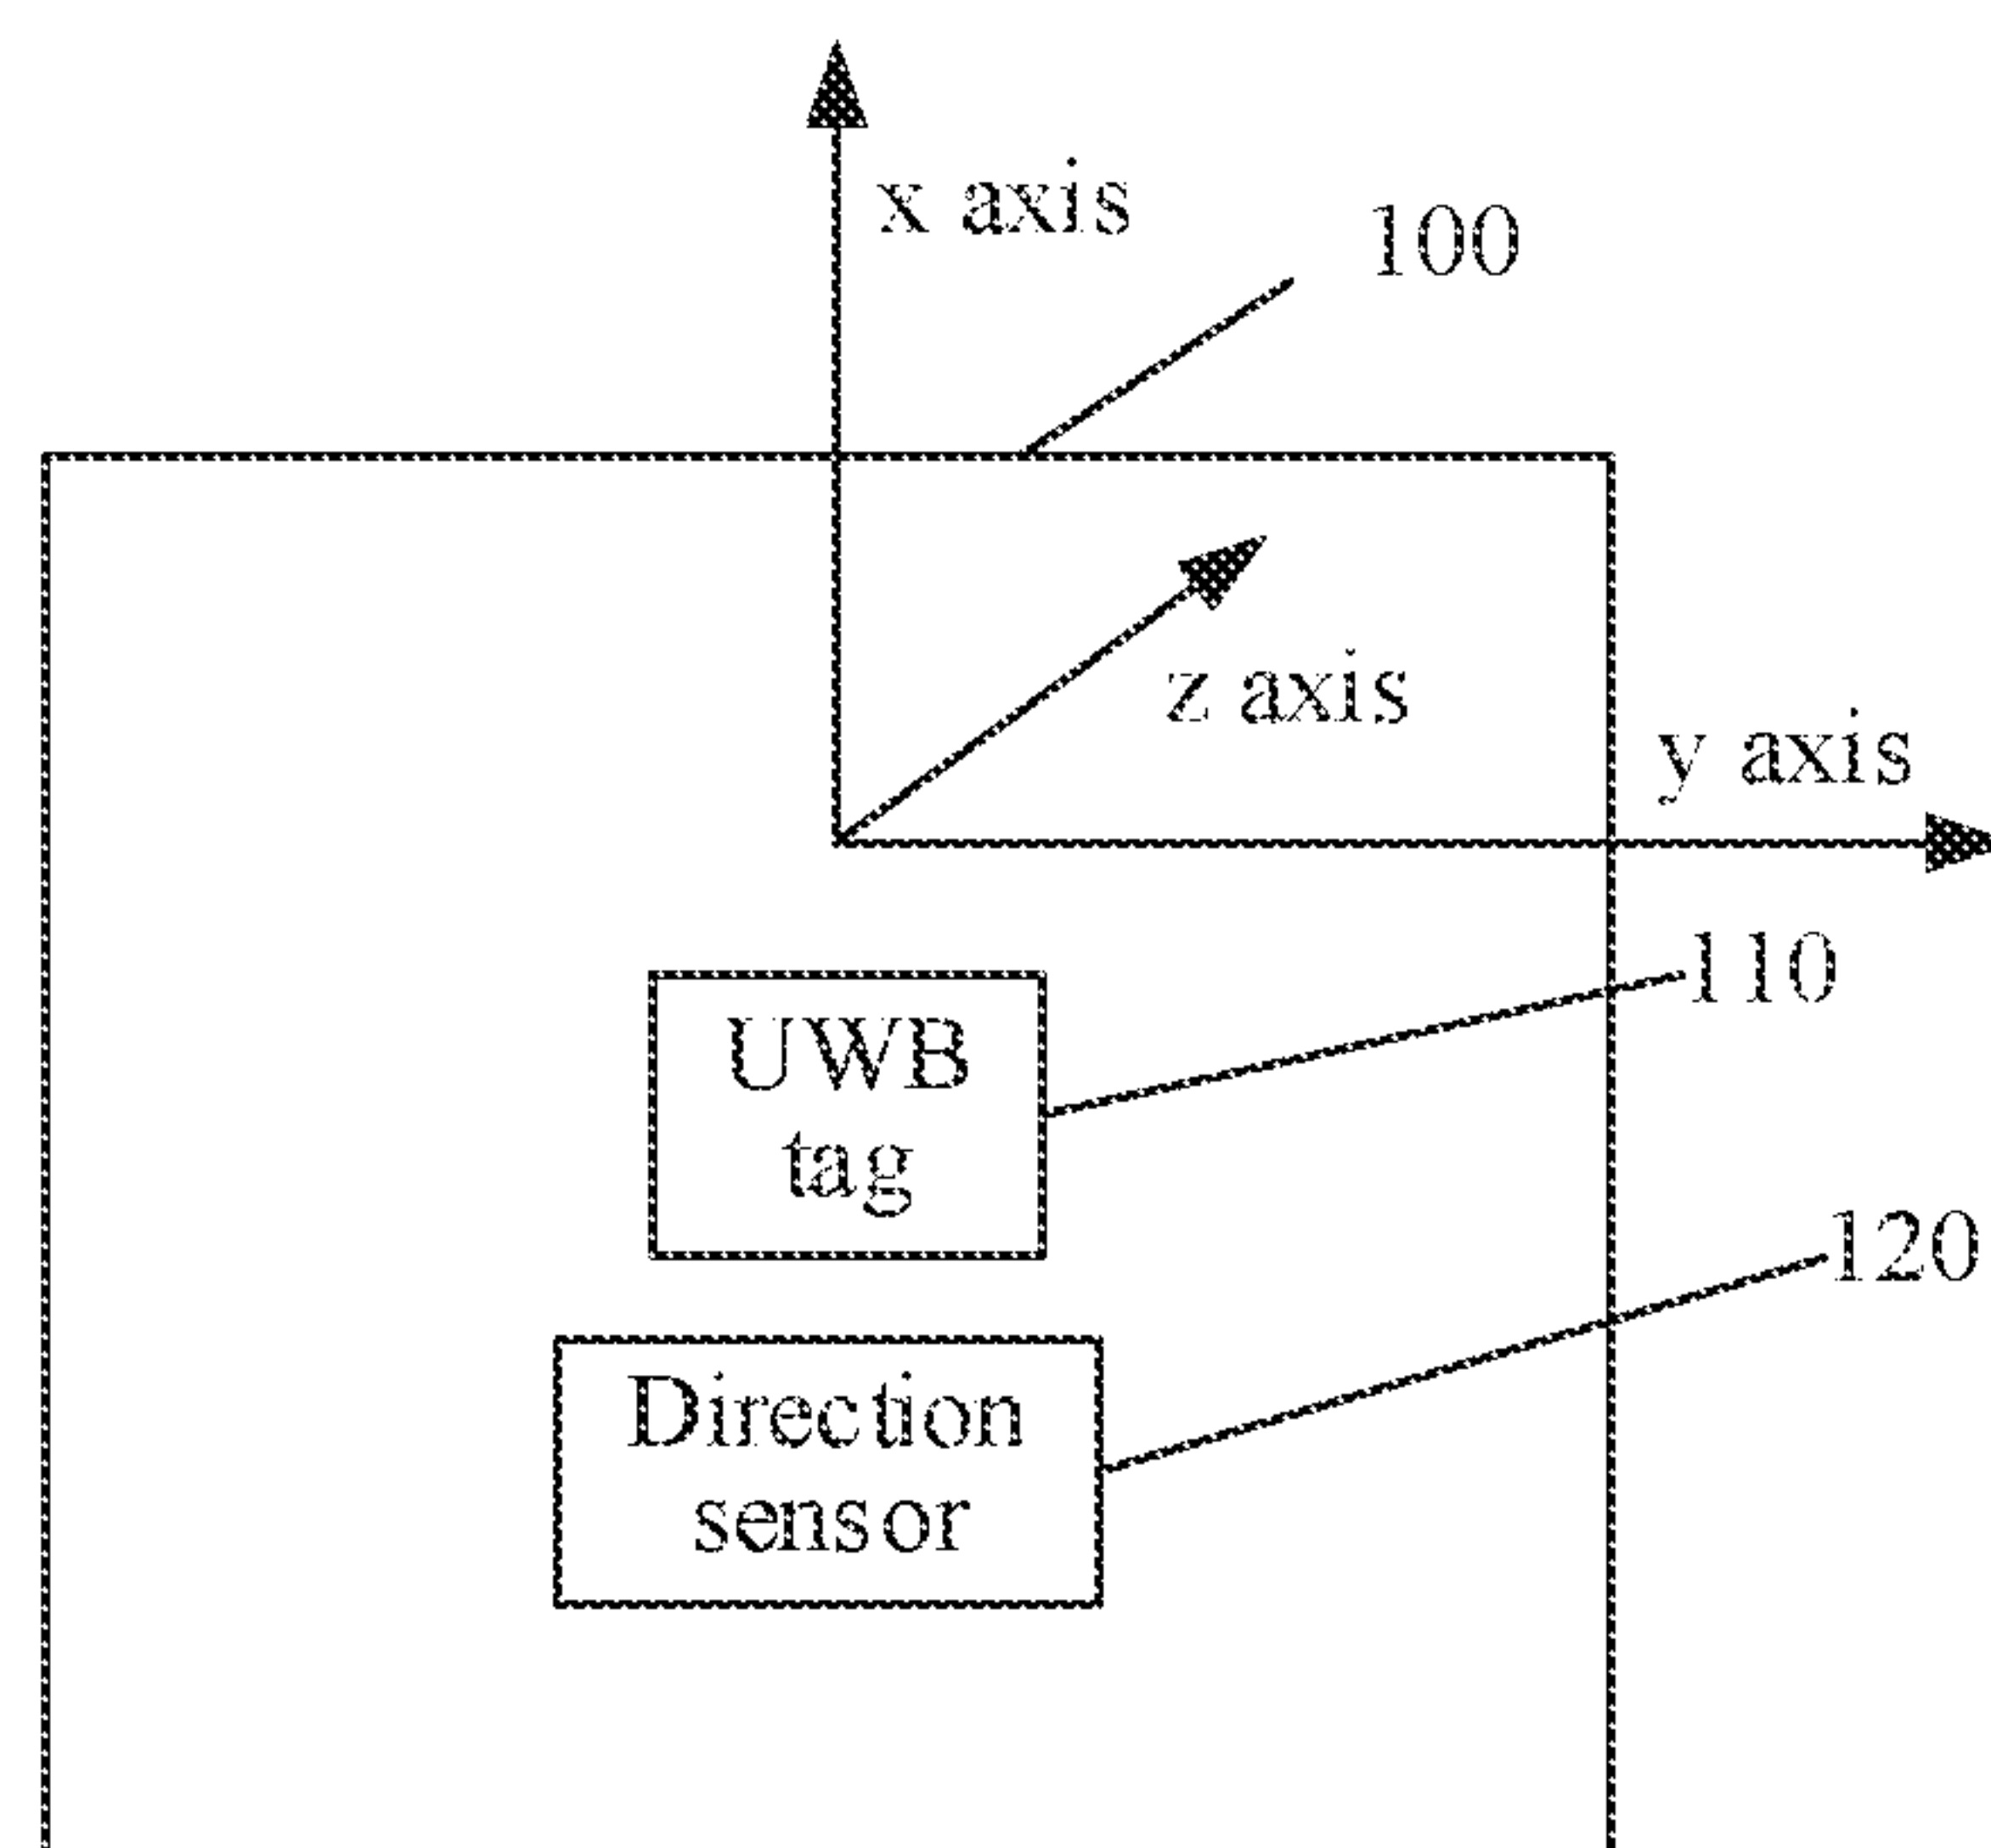 x axis
100
z axis
y axis
110
UWB
tag
120
Direction
sensor